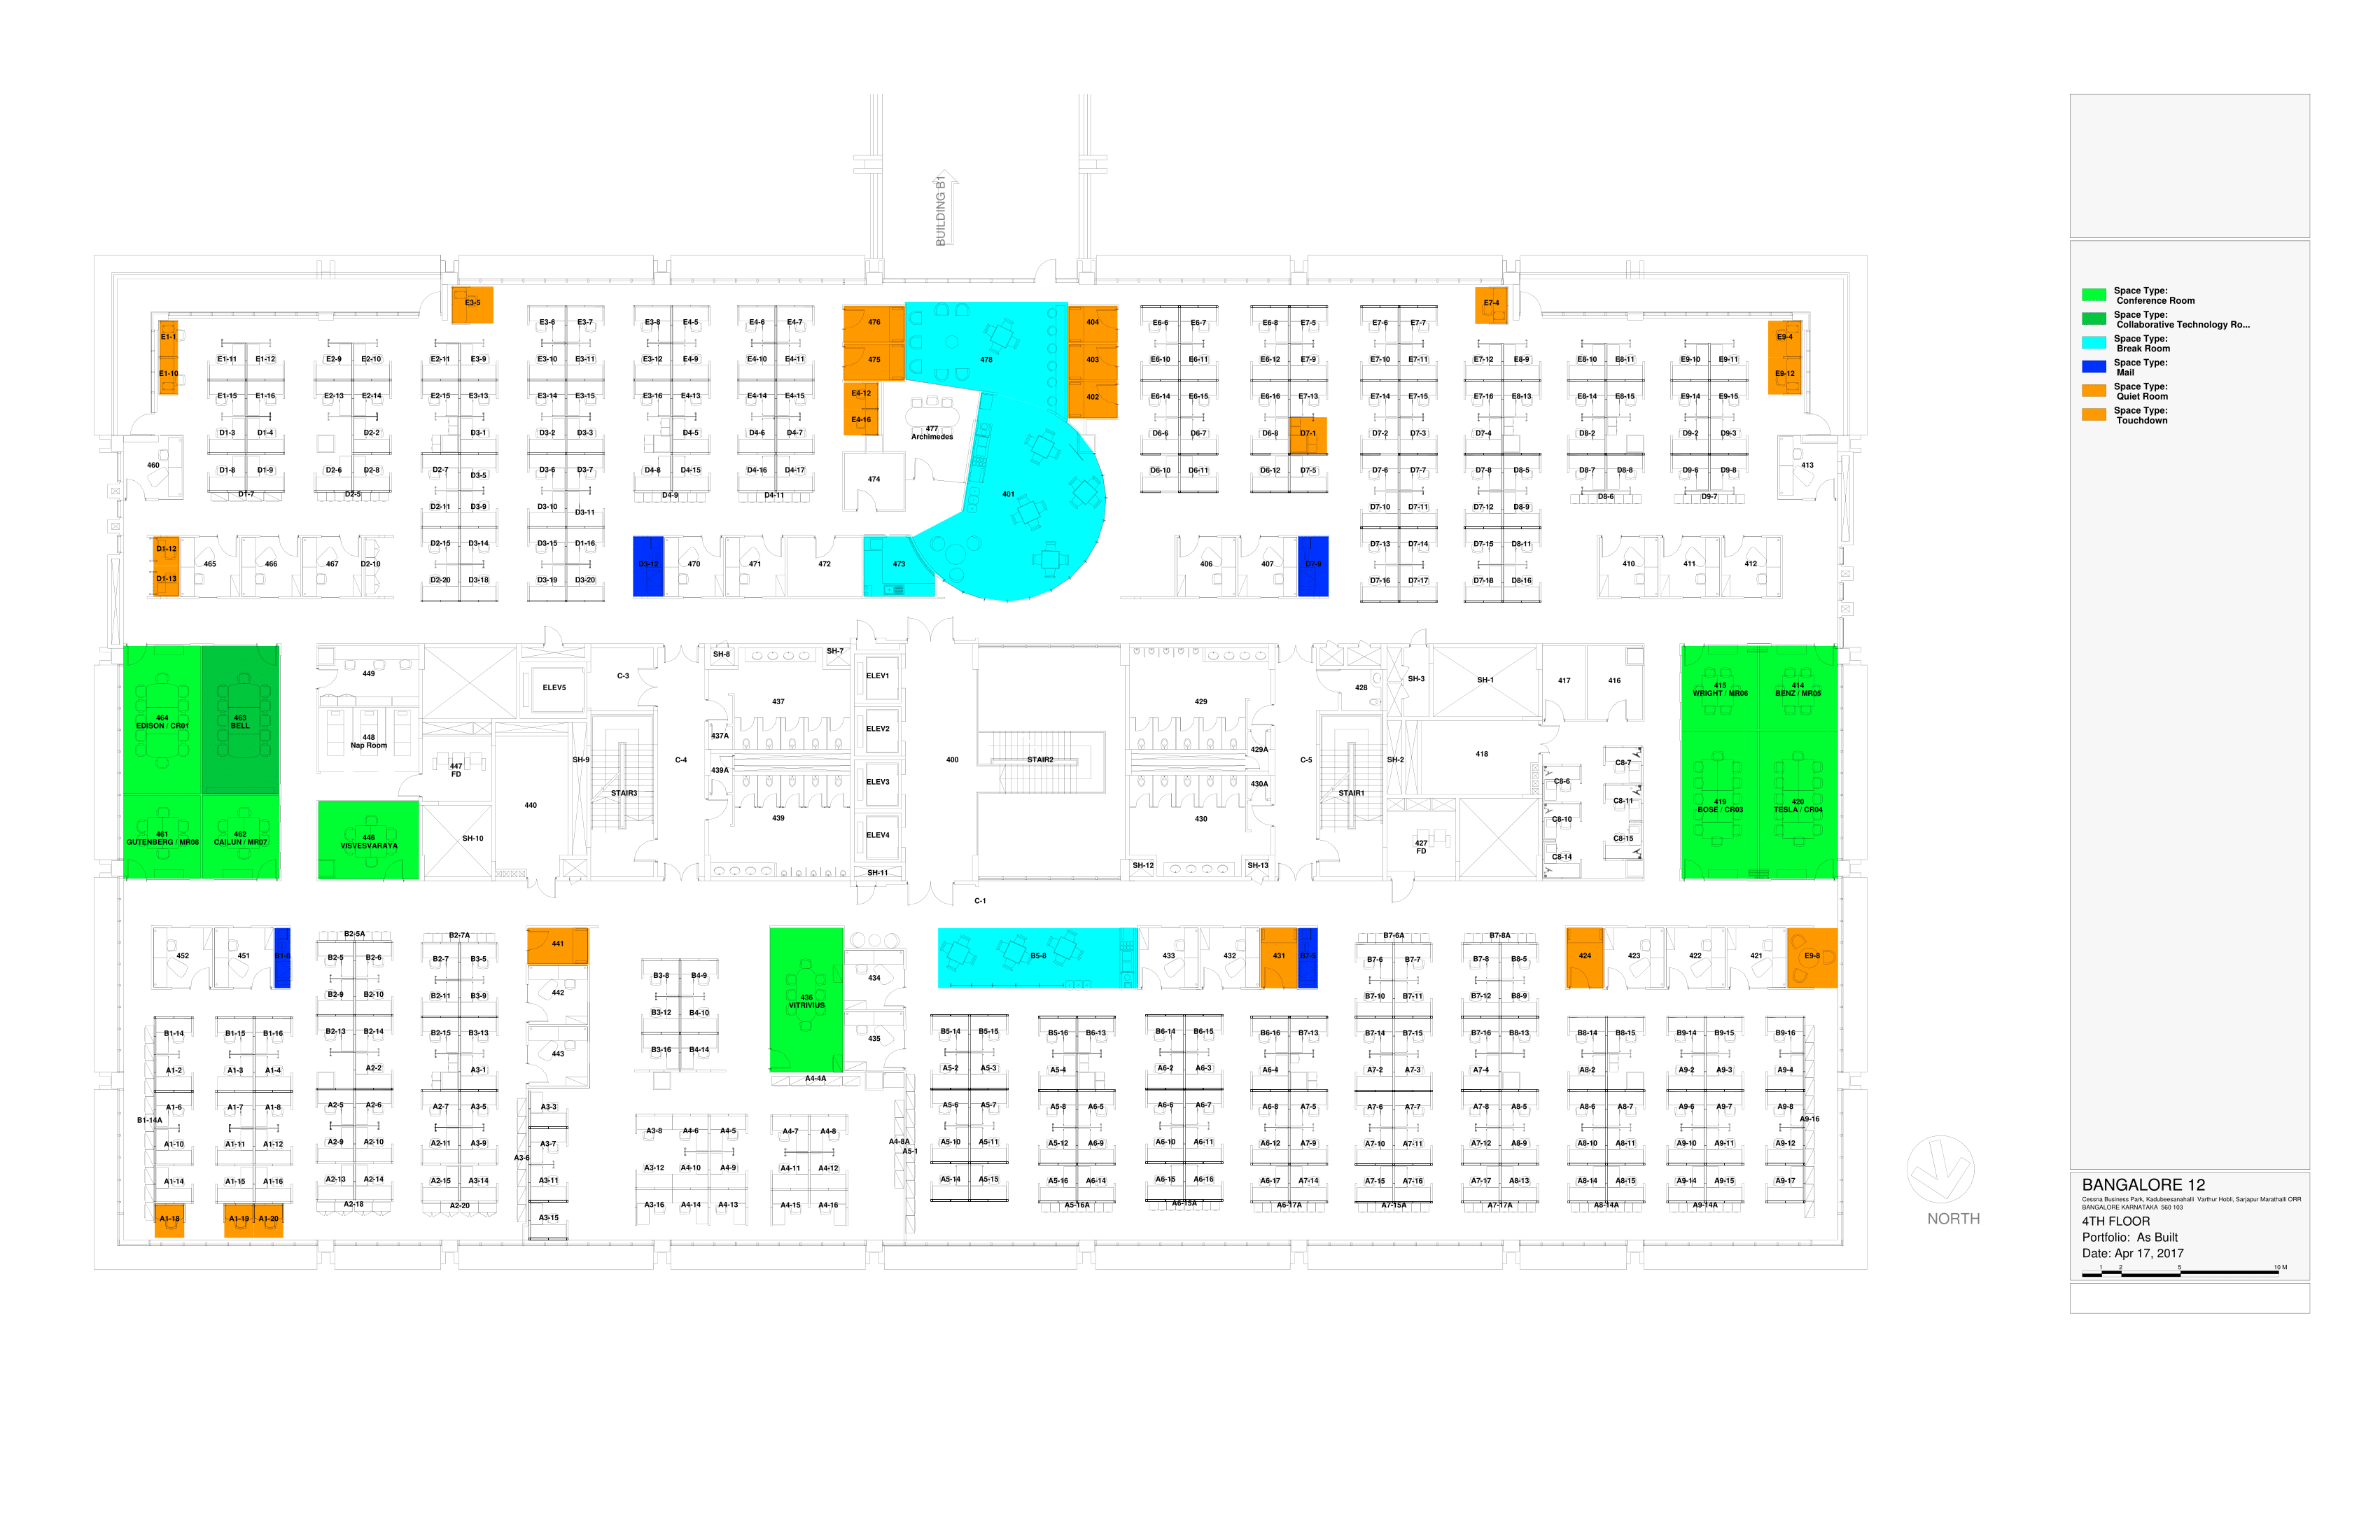 BUILDING B1
E3-5
E7-4
E1-1
E3-6 E3-7
E3-8 E4-5
E4-6 E4-7
476
404
E6-6 E6-7
E6-8 E7-5
E7-6 E7-7
E9-4
E1-11 E1-12
E2-9 E2-10
E2-11 E3-9
E3-10 E3-11
E3-12 E4-9
E4-10 E4-11
475
478
403
E6-10 E6-11
E6-12 E7-9
E7-10 E7-11
E7-12 E8-9
E8-10 E8-11
E9-10 E9-11
E1-10
E9-12
E1-15 E1-16
E2-13 E2-14
E2-15 E3-13
E3-14 E3-15
E3-16 E4-13
E4-14 E4-15
E4-12
402
E6-14 E6-15
E6-16 E7-13
E7-14 E7-15
E7-16 E8-13
E8-14 E8-15
E9-14 E9-15
E4-16
D1-3 D1-4
D2-2
D3-1
D3-2 D3-3
D4-5
D4-6 D4-7
477
Archimedes
D6-6 D6-7
D6-8 D7-1
D7-2 D7-3
D7-4
D8-2
D9-2 D9-3
460
413
D1-8 D1-9
D2-6 D2-8
D2-7 D3-5
D3-6 D3-7
D4-8 D4-15
D4-16 D4-17
474
D6-10 D6-11
D6-12 D7-5
D7-6 D7-7
D7-8 D8-5
D8-7 D8-8
D9-6 D9-8
D1-7
D2-5
D4-9
D4-11
401
D8-6
D9-7
D2-11 D3-9
D3-10 D3-11
D7-10 D7-11
D7-12 D8-9
D1-12
D2-15 D3-14
D3-15 D1-16
D7-13 D7-14
D7-15 D8-11
465
466
467
D2-10
D3-12
470
471
472
473
406
407
D7-9
410
411
412
D1-13
D2-20 D3-18
D3-19 D3-20
D7-16 D7-17
D7-18 D8-16
SH-8
SH-7
449
C-3
ELEV5
ELEV1
428
SH-3
SH-1
417
416
415
WRIGHT / MR06
414
BENZ / MR05
464
EDISON / CR01
463
BELL
437
429
448
Nap Room
437A
ELEV2
429A
447
FD
SH-9
C-4
400
STAIR2
C-5
SH-2
418
C8-7
439A
ELEV3
430A
C8-6
STAIR3
STAIR1
440
C8-11
419
BOSE / CR03
420
TESLA / CR04
439
430
C8-10
461
GUTENBERG / MR08
462
CAILUN / MR07
446
VISVESVARAYA
SH-10
ELEV4
427
FD
C8-15
C8-14
SH-12
SH-13
SH-11
C-1
B2-5A
B2-7A
B7-6A
B7-8A
441
452
451
B1-8
B2-5 B2-6
B2-7 B3-5
B5-6
433
432
431
B7-5
B7-6 B7-7
B7-8 B8-5
424
423
422
421
E9-8
B3-8 B4-9
434
442
B2-9 B2-10
B2-11 B3-9
436
VITRIVIUS
B7-10 B7-11
B7-12 B8-9
B3-12 B4-10
B1-14
B1-15 B1-16
B2-13 B2-14
B2-15 B3-13
435
B5-14 B5-15
B5-16 B6-13
B6-14 B6-15
B6-16 B7-13
B7-14 B7-15
B7-16 B8-13
B8-14 B8-15
B9-14 B9-15
B9-16
443
B3-16 B4-14
A1-2
A1-3 A1-4
A2-2
A3-1
A4-4A
A5-2 A5-3
A5-4
A6-2 A6-3
A6-4
A7-2 A7-3
A7-4
A8-2
A9-2 A9-3
A9-4
A1-6
A1-7 A1-8
A2-5 A2-6
A2-7 A3-5
A3-3
A5-6 A5-7
A5-8 A6-5
A6-6 A6-7
A6-8 A7-5
A7-6 A7-7
A7-8 A8-5
A8-6 A8-7
A9-6 A9-7
A9-8
B1-14A
A9-16
A3-8
A4-6 A4-5
A4-7 A4-8
A1-10
A1-11 A1-12
A2-9 A2-10
A2-11 A3-9
A3-7
A4-8A
A5-10 A5-11
A5-12 A6-9
A6-10 A6-11
A6-12 A7-9
A7-10 A7-11
A7-12 A8-9
A8-10 A8-11
A9-10 A9-11
A9-12
A3-6
A5-1
A3-12
A4-10 A4-9
A4-11 A4-12
A1-14
A1-15 A1-16
A2-13 A2-14
A2-15 A3-14
A3-11
A5-14 A5-15
A5-16 A6-14
A6-15 A6-16
A6-17 A7-14
A7-15 A7-16
A7-17 A8-13
A8-14 A8-15
A9-14 A9-15
A9-17
A2-18
A2-20
A3-16
A4-14 A4-13
A4-15 A4-16
A5-16A
A6-15A
A6-17A
A7-15A
A7-17A
A8-14A
A9-14A
A1-18
A1-19 A1-20
A3-15
NORTH
Space Type:
Conference Room
Space Type:
Collaborative Technology Ro...
Space Type:
Break Room
Space Type:
Mail
Space Type:
Quiet Room
Space Type:
Touchdown
BANGALORE 12
Cessna Business Park, Kadubeesanahalli Varthur Hobli, Sarjapur Marathalli ORR
BANGALORE KARNATAKA 560 103
4TH FLOOR
Portfolio: As Built
Date: Apr 17, 2017
1 2 5 10 M